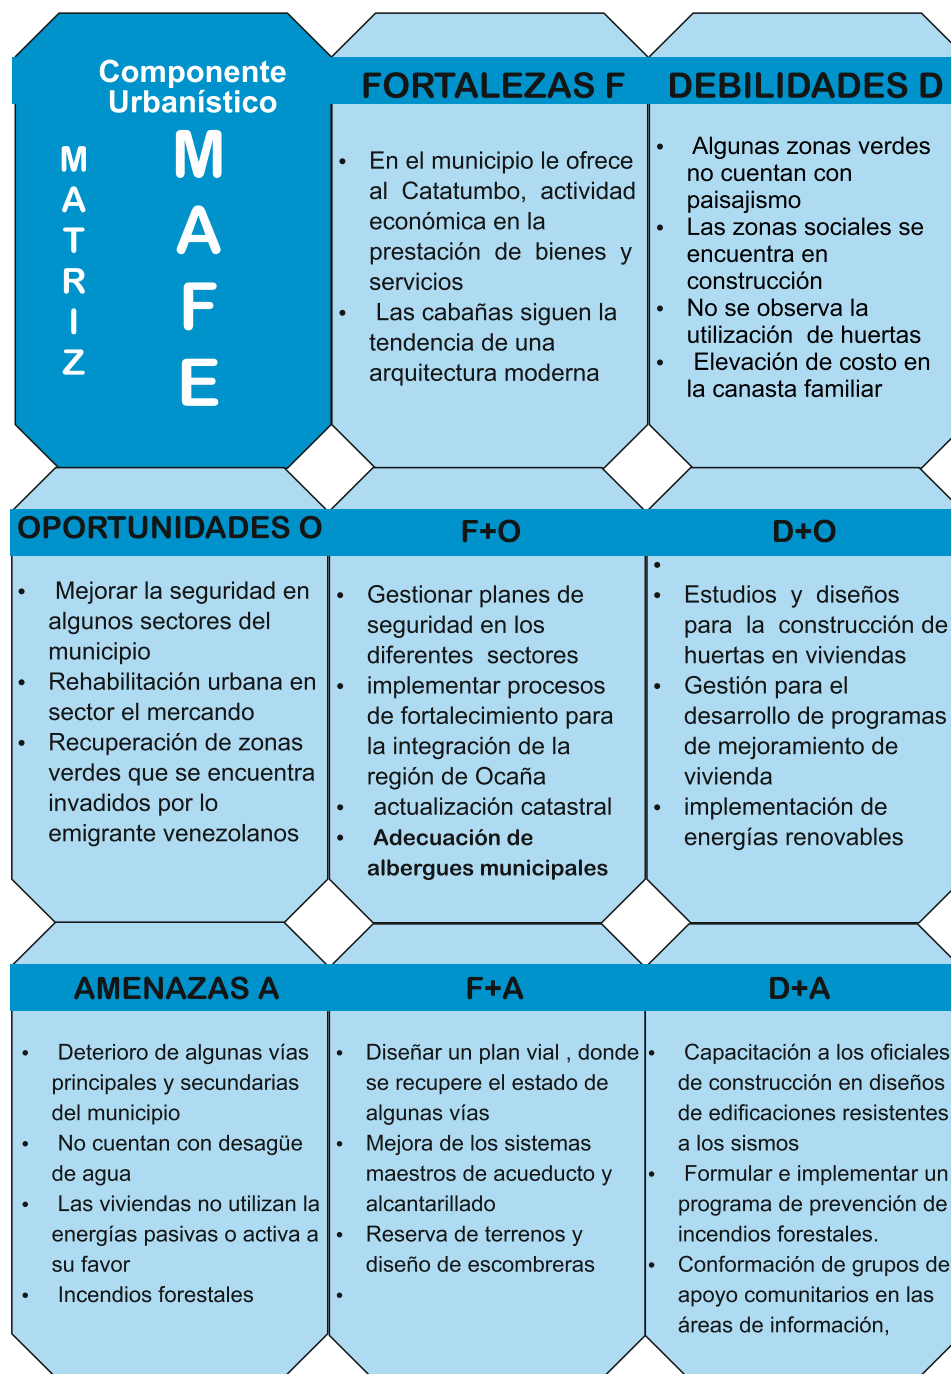 Componente
Urbanístico
MATRIZ
MAFE
FORTALEZAS F
• En el municipio le ofrece
al Catatumbo, actividad
económica en la
prestación de bienes y
servicios
• Las cabañas siguen la
tendencia de una
arquitectura moderna
DEBILIDADES D
• Algunas zonas verdes
no cuentan con
paisajismo
• Las zonas sociales se
encuentra en
construcción
• No se observa la
utilización de huertas
• Elevación de costo en
la canasta familiar
OPORTUNIDADES O
• Mejorar la seguridad en
algunos sectores del
municipio
• Rehabilitación urbana en
sector el mercando
• Recuperación de zonas
verdes que se encuentra
invadidos por lo
emigrante venezolanos
F+O
• Gestionar planes de
seguridad en los
diferentes sectores
• implementar procesos
de fortalecimiento para
la integración de la
región de Ocaña
• actualización catastral
• Adecuación de
albergues municipales
D+O
•
• Estudios y diseños
para la construcción de
huertas en viviendas
• Gestión para el
desarrollo de programas
de mejoramiento de
vivienda
• implementación de
energías renovables
AMENAZAS A
• Deterioro de algunas vías
principales y secundarias
del municipio
• No cuentan con desagüe
de agua
• Las viviendas no utilizan la
energías pasivas o activa a
su favor
• Incendios forestales
F+A
• Diseñar un plan vial , donde
se recupere el estado de
algunas vías
• Mejora de los sistemas
maestros de acueducto y
alcantarillado
• Reserva de terrenos y
diseño de escombreras
•
D+A
• Capacitación a los oficiales
de construcción en diseños
de edificaciones resistentes
a los sismos
• Formular e implementar un
programa de prevención de
incendios forestales.
• Conformación de grupos de
apoyo comunitarios en las
áreas de información,